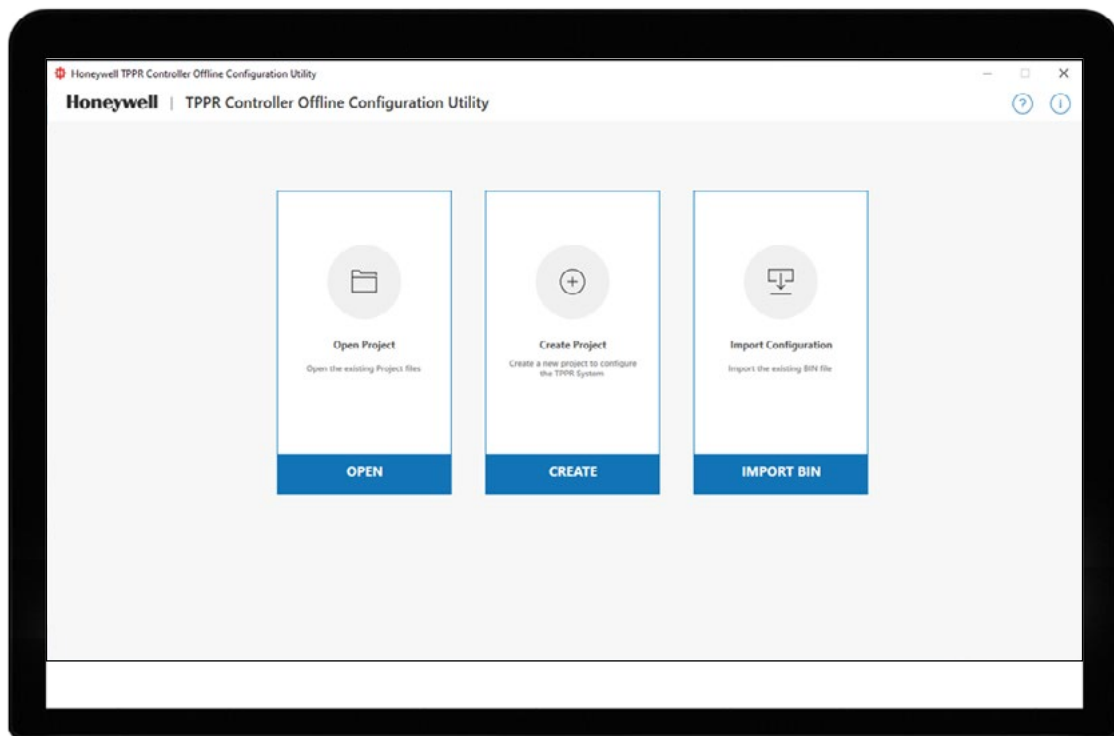 Honeywell TPPR Controller Offline Configuration Utility
Honeywell | TPPR Controller Offline Configuration Utility
Open Project
Open the existing Project files
OPEN
Create Project
Create a new project to configure
the TPPR System
CREATE
Import Configuration
Import the existing BIN file
IMPORT BIN